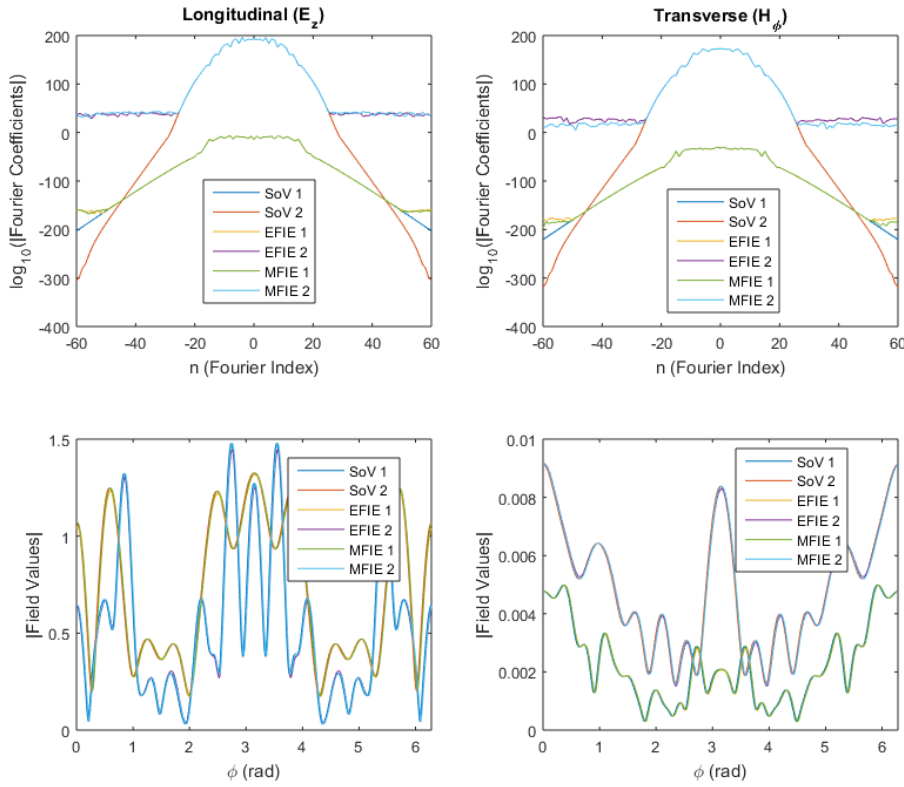 Longitudinal (E_z)
200
100
0
-100
-200
-300
-400
log_10(|Fourier Coefficients|)
SoV 1
SoV 2
EFIE 1
EFIE 2
MFIE 1
MFIE 2
-60 -40 -20 0 20 40 60
n (Fourier Index)
Transverse (H_ϕ)
200
100
0
-100
-200
-300
-400
log_10(|Fourier Coefficients|)
SoV 1
SoV 2
EFIE 1
EFIE 2
MFIE 1
MFIE 2
-60 -40 -20 0 20 40 60
n (Fourier Index)
1.5
1
0.5
0
|Field Values|
SoV 1
SoV 2
EFIE 1
EFIE 2
MFIE 1
MFIE 2
0 1 2 3 4 5 6
ϕ (rad)
0.01
0.008
0.006
0.004
0.002
0
|Field Values|
SoV 1
SoV 2
EFIE 1
EFIE 2
MFIE 1
MFIE 2
0 1 2 3 4 5 6
ϕ (rad)